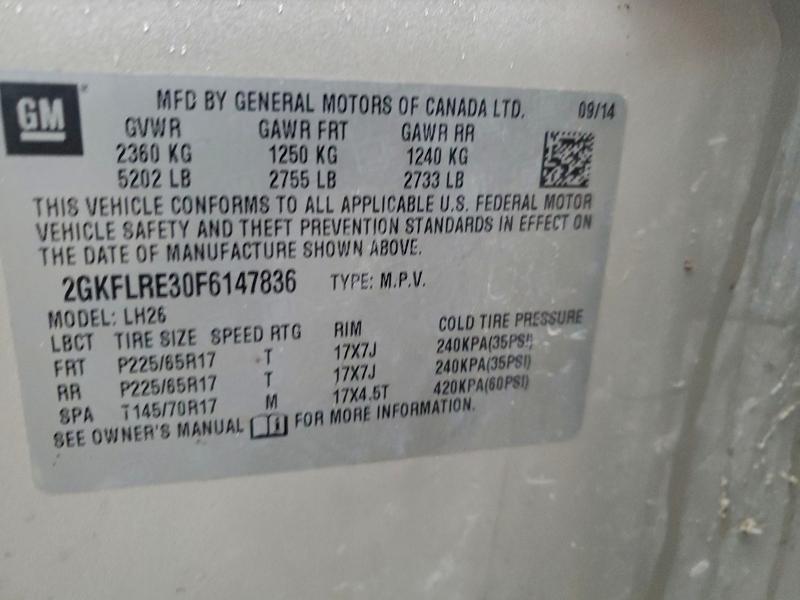 GM
MFD BY GENERAL MOTORS OF CANADA LTD. 09/14
GVWR GAWR FRT GAWR RR
2360 KG 1250 KG 1240 KG
5202 LB 2755 LB 2733 LB
THIS VEHICLE CONFORMS TO ALL APPLICABLE U.S. FEDERAL MOTOR
VEHICLE SAFETY AND THEFT PREVENTION STANDARDS IN EFFECT ON
THE DATE OF MANUFACTURE SHOWN ABOVE.
2GKFLRE30F6147836 TYPE: M.P.V.
MODEL: LH26
LBCT TIRE SIZE SPEED RTG RIM COLD TIRE PRESSURE
FRT P225/65R17 T 17X7J 240KPA(35PSI)
RR P225/65R17 T 17X7J 240KPA(35PSI)
SPA T145/70R17 M 17X4.5T 420KPA(60PSI)
SEE OWNER'S MANUAL FOR MORE INFORMATION.